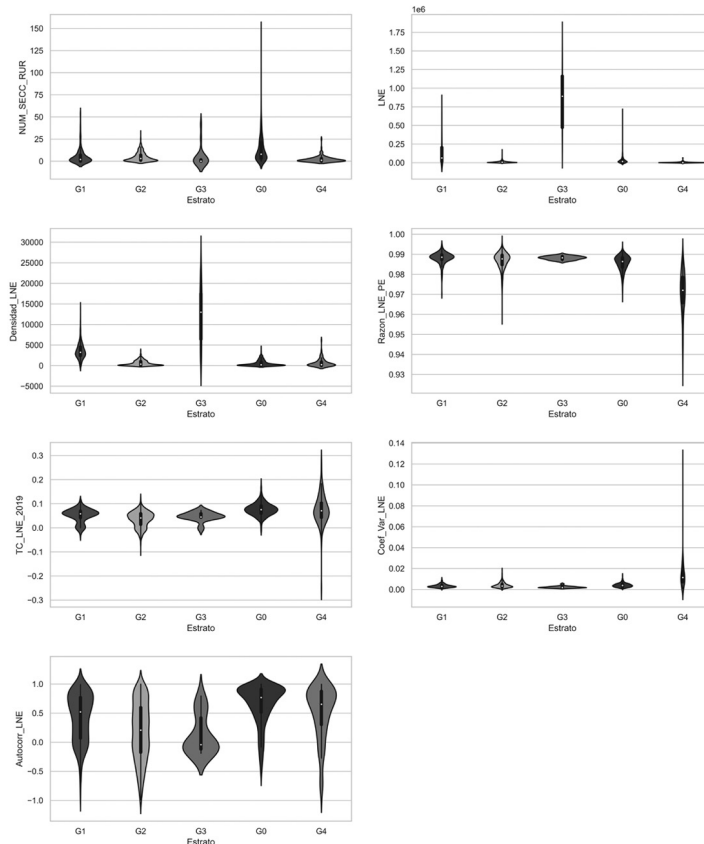 NUM_SECC_RUR
150
125
100
75
50
25
0
G1 G2 G3 G0 G4
Estrato
1e6
LNE
1.75
1.50
1.25
1.00
0.75
0.50
0.25
0.00
G1 G2 G3 G0 G4
Estrato
Densidad_LNE
30000
25000
20000
15000
10000
5000
0
−5000
G1 G2 G3 G0 G4
Estrato
Razon_LNE_PE
1.00
0.99
0.98
0.97
0.96
0.95
0.94
0.93
G1 G2 G3 G0 G4
Estrato
TC_LNE_2019
0.3
0.2
0.1
0.0
−0.1
−0.2
−0.3
G1 G2 G3 G0 G4
Estrato
Coef_Var_LNE
0.14
0.12
0.10
0.08
0.06
0.04
0.02
0.00
G1 G2 G3 G0 G4
Estrato
Autocorr_LNE
1.0
0.5
0.0
−0.5
−1.0
G1 G2 G3 G0 G4
Estrato